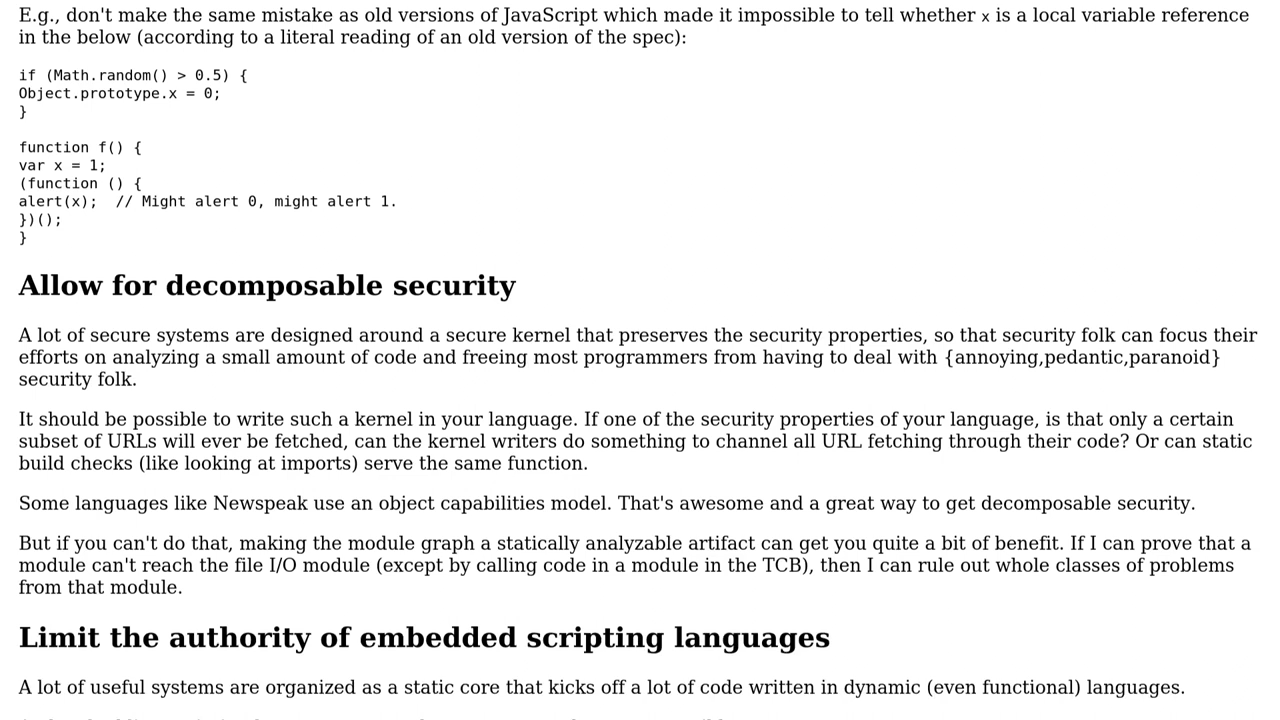 E.g., don't make the same mistake as old versions of JavaScript which made it impossible to tell whether x is a local variable reference
in the below (according to a literal reading of an old version of the spec):
if (Math.random() > 0.5) {
Object.prototype.x = 0;
}
function f() {
var x = 1;
(function () {
alert(x);  // Might alert 0, might alert 1.
})();
}
Allow for decomposable security
A lot of secure systems are designed around a secure kernel that preserves the security properties, so that security folk can focus their
efforts on analyzing a small amount of code and freeing most programmers from having to deal with {annoying,pedantic,paranoid}
security folk.
It should be possible to write such a kernel in your language. If one of the security properties of your language, is that only a certain
subset of URLs will ever be fetched, can the kernel writers do something to channel all URL fetching through their code? Or can static
build checks (like looking at imports) serve the same function.
Some languages like Newspeak use an object capabilities model. That's awesome and a great way to get decomposable security.
But if you can't do that, making the module graph a statically analyzable artifact can get you quite a bit of benefit. If I can prove that a
module can't reach the file I/O module (except by calling code in a module in the TCB), then I can rule out whole classes of problems
from that module.
Limit the authority of embedded scripting languages
A lot of useful systems are organized as a static core that kicks off a lot of code written in dynamic (even functional) languages.